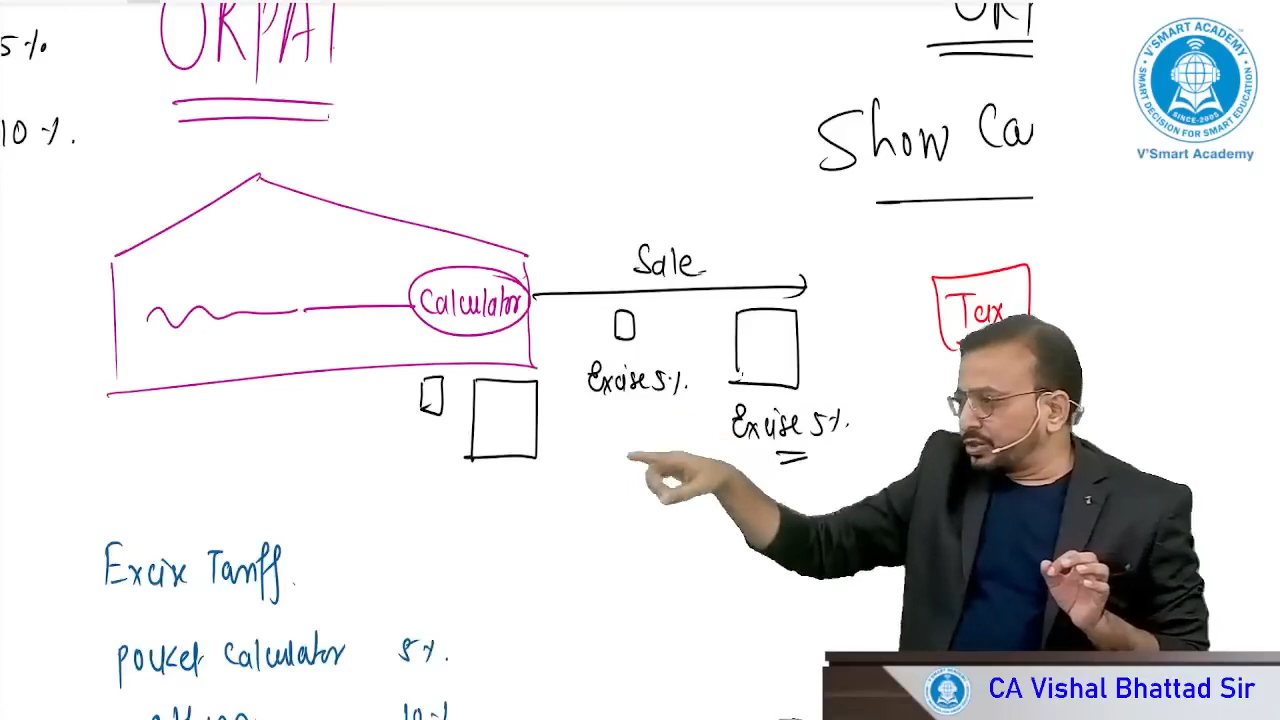 5%
ORPAT
10%.
Show Ca
Sale
Calculator
Tax
Excise 5%.
Excise 5%.
Excise Tariff.
pocket calculator 5%.
10%
V'SMART ACADEMY
SMART DECISION FOR SMART EDUCATION
SINCE-2005
V'Smart Academy
CA Vishal Bhattad Sir